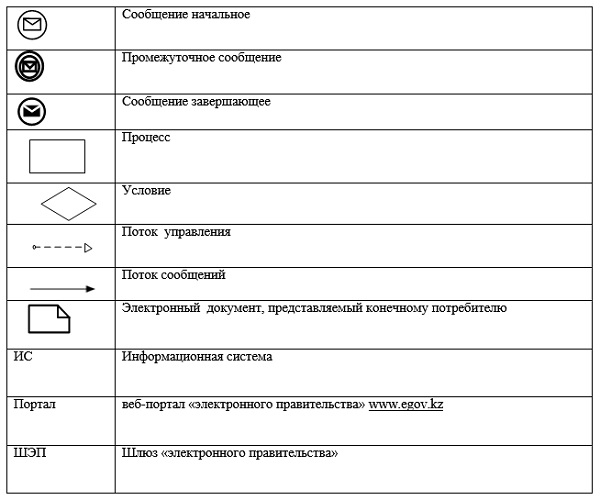 Сообщение начальное
Промежуточное сообщение
Сообщение завершающее
Процесс
Условие
Поток управления
Поток сообщений
Электронный документ, представляемый конечному потребителю
ИС Информационная система
Портал веб-портал «электронного правительства» www.egov.kz
ШЭП Шлюз «электронного правительства»